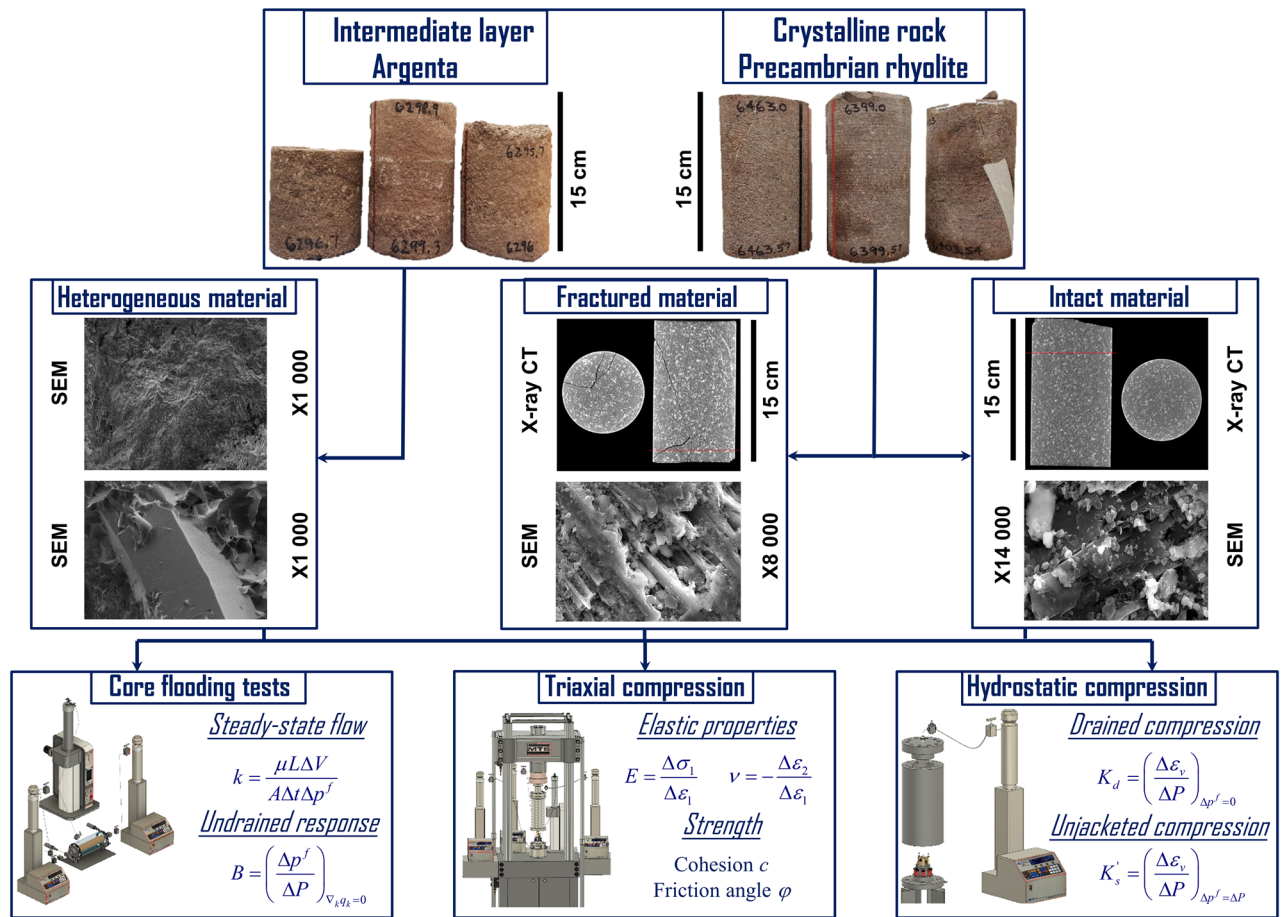 Intermediate layer
Argenta
Crystalline rock
Precambrian rhyolite
6296.7
6298.9
6299.3
6295.7
6296
15 cm
15 cm
6463.0
6463.57
6399.0
6399.57
Heterogeneous material
SEM
X1 000
SEM
X1 000
Fractured material
X-ray CT
15 cm
SEM
X8 000
Intact material
15 cm
X-ray CT
X14 000
SEM
Core flooding tests
Steady-state flow
k = μLΔV / AΔtΔp^f
Undrained response
B = (Δp^f / ΔP)_{∇_k q_k=0}
Triaxial compression
MTS
Elastic properties
E = Δσ_1 / Δε_1 ν = −Δε_2 / Δε_1
Strength
Cohesion c
Friction angle φ
Hydrostatic compression
Drained compression
K_d = (Δε_v / ΔP)_{Δp^f=0}
Unjacketed compression
K_s^' = (Δε_v / ΔP)_{Δp^f=ΔP}